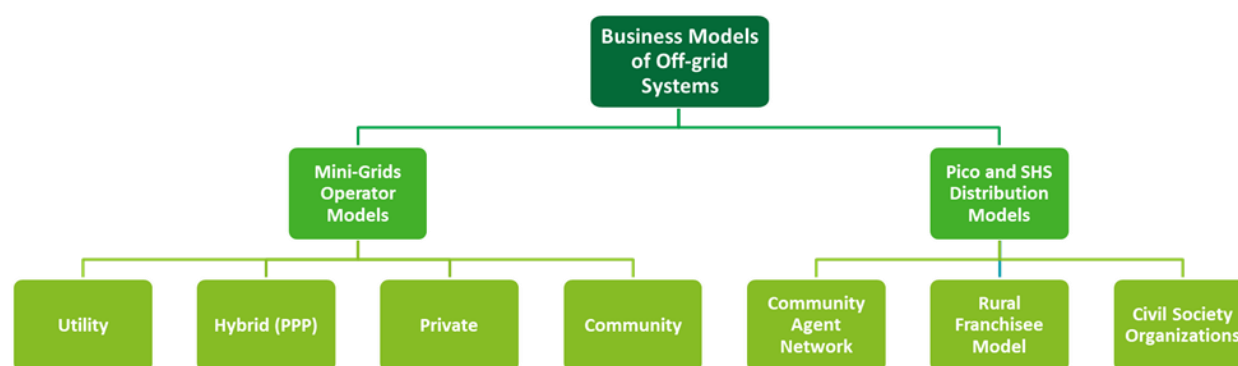 Business Models
of Off-grid
Systems
Mini-Grids
Operator
Models
Pico and SHS
Distribution
Models
Utility
Hybrid (PPP)
Private
Community
Community
Agent
Network
Rural
Franchisee
Model
Civil Society
Organizations